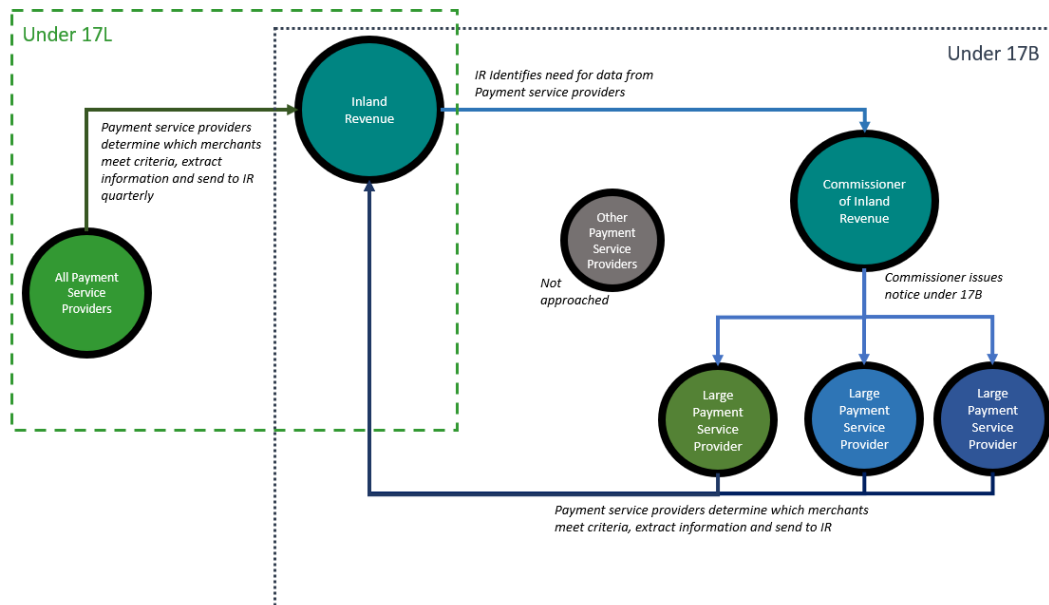 Under 17L
Under 17B
Inland
Revenue
IR Identifies need for data from
Payment service providers
Payment service providers
determine which merchants
meet criteria, extract
information and send to IR
quarterly
Commissioner
of Inland
Revenue
Other
Payment
Service
Providers
Not
approached
All Payment
Service
Providers
Commissioner issues
notice under 17B
Large
Payment
Service
Provider
Large
Payment
Service
Provider
Large
Payment
Service
Provider
Payment service providers determine which merchants
meet criteria, extract information and send to IR